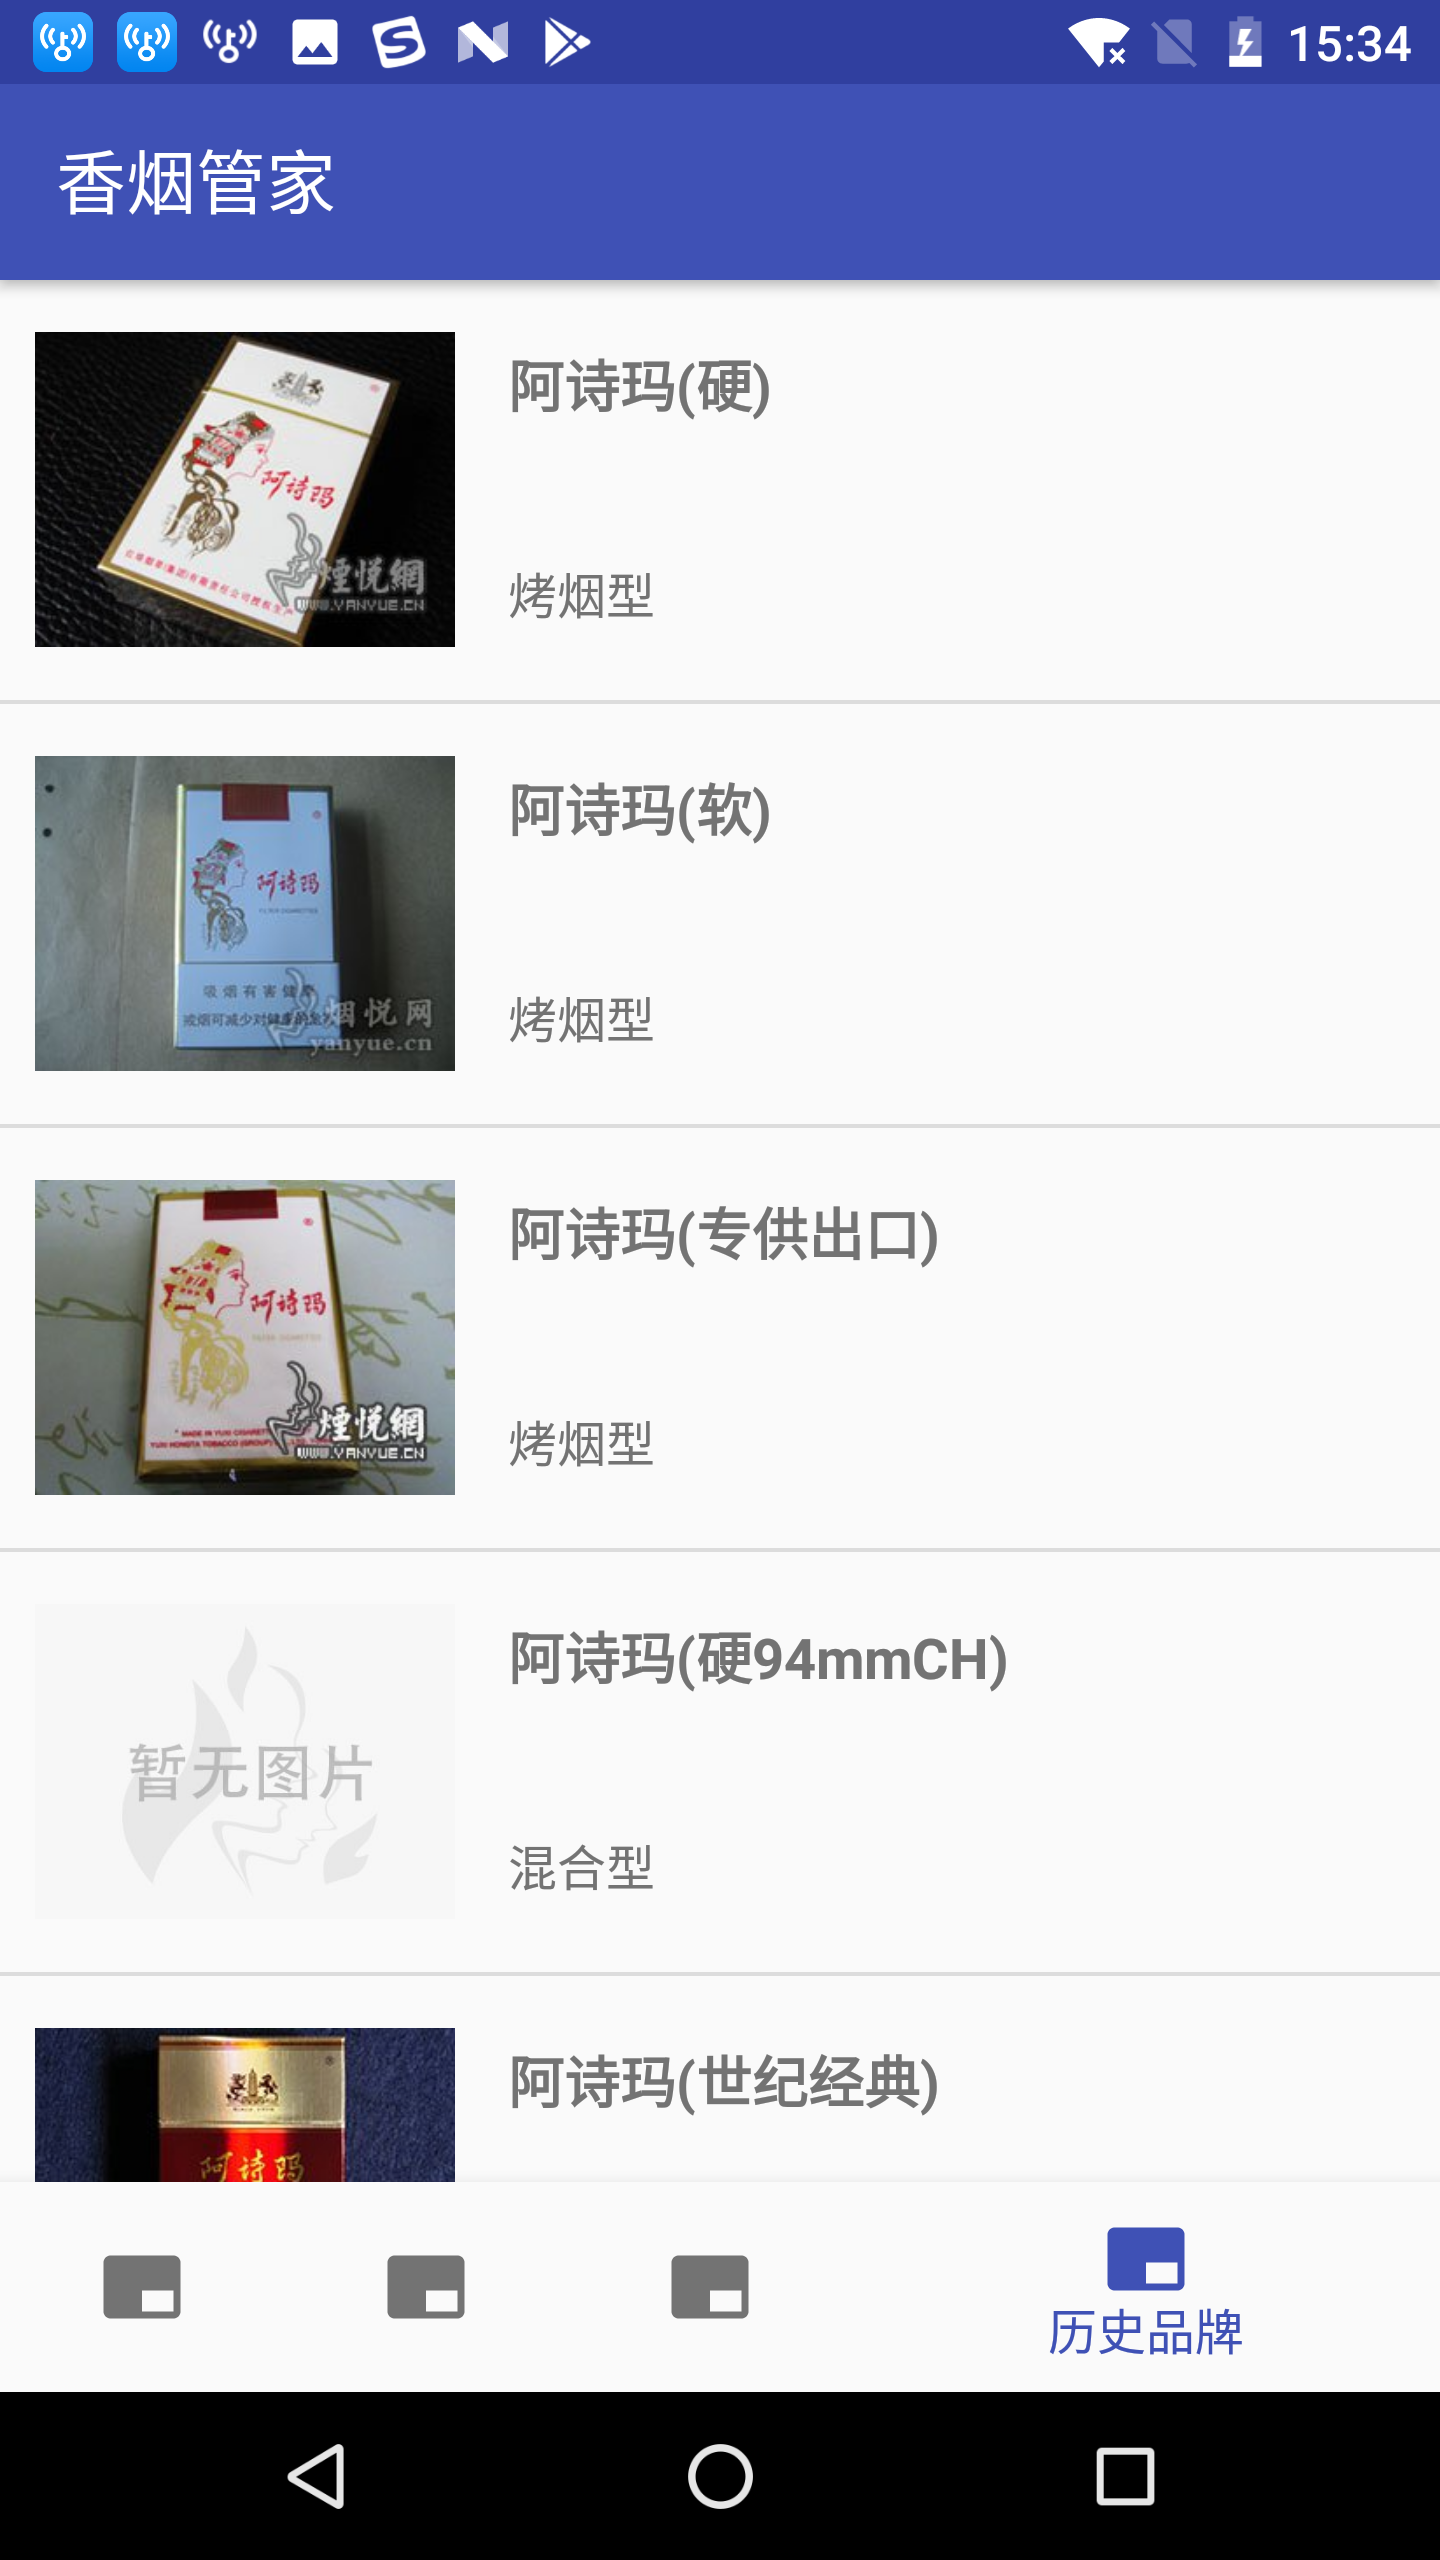 15:34
香烟管家
阿诗玛(硬)
阿诗玛
煙悦網
WWW.YANYUE.CN
烤烟型
阿诗玛(软)
阿诗玛
吸烟有害健康
烟悦网
yanyue.cn
烤烟型
阿诗玛(专供出口)
阿诗玛
煙悦網
WWW.YANYUE.CN
烤烟型
阿诗玛(硬94mmCH)
暂无图片
混合型
阿诗玛(世纪经典)
阿诗玛
历史品牌